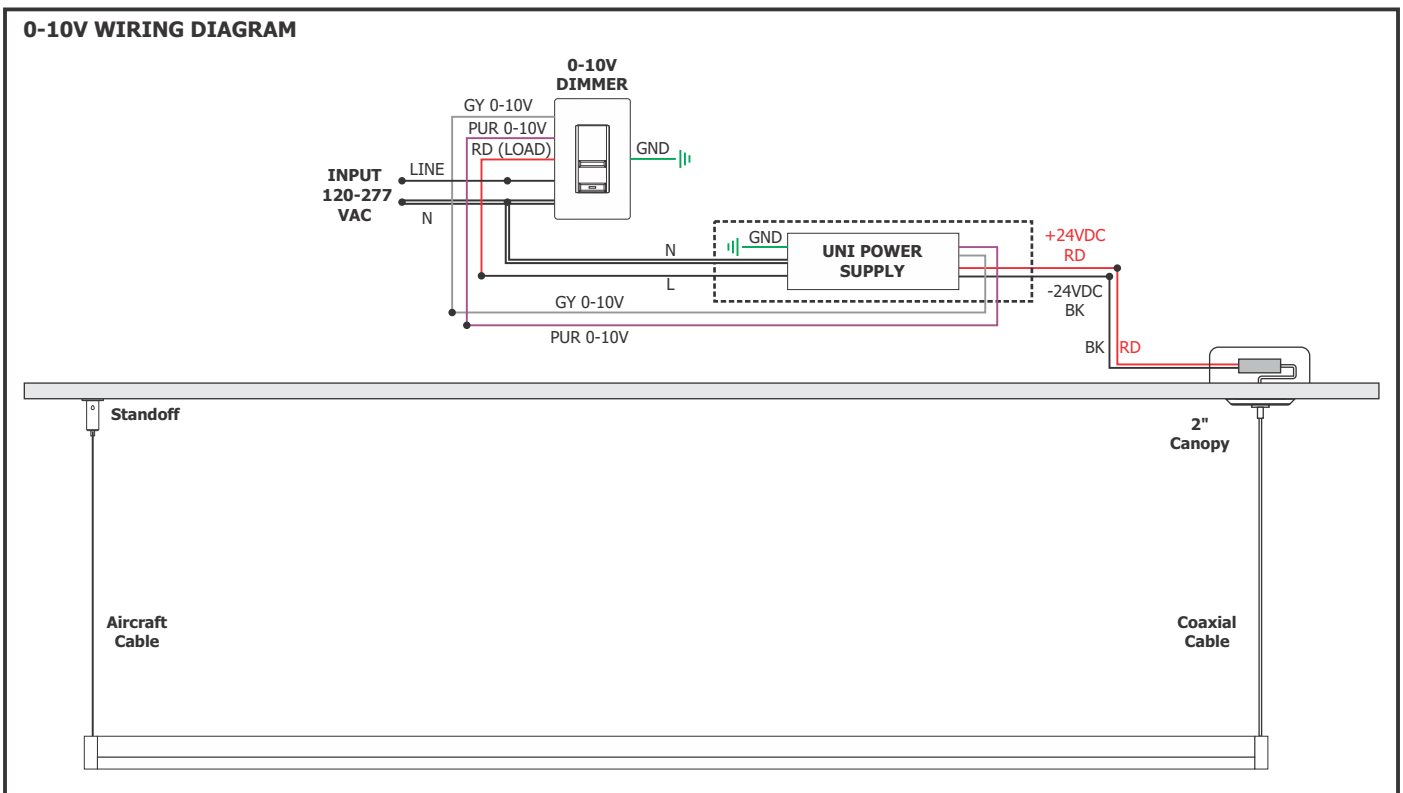 0-10V WIRING DIAGRAM
0-10V
DIMMER
GY 0-10V
PUR 0-10V
RD (LOAD)
GND
INPUT
120-277
VAC
LINE
N
GND
N
L
UNI POWER
SUPPLY
+24VDC
RD
-24VDC
BK
GY 0-10V
PUR 0-10V
BK
RD
Standoff
2"
Canopy
Aircraft
Cable
Coaxial
Cable